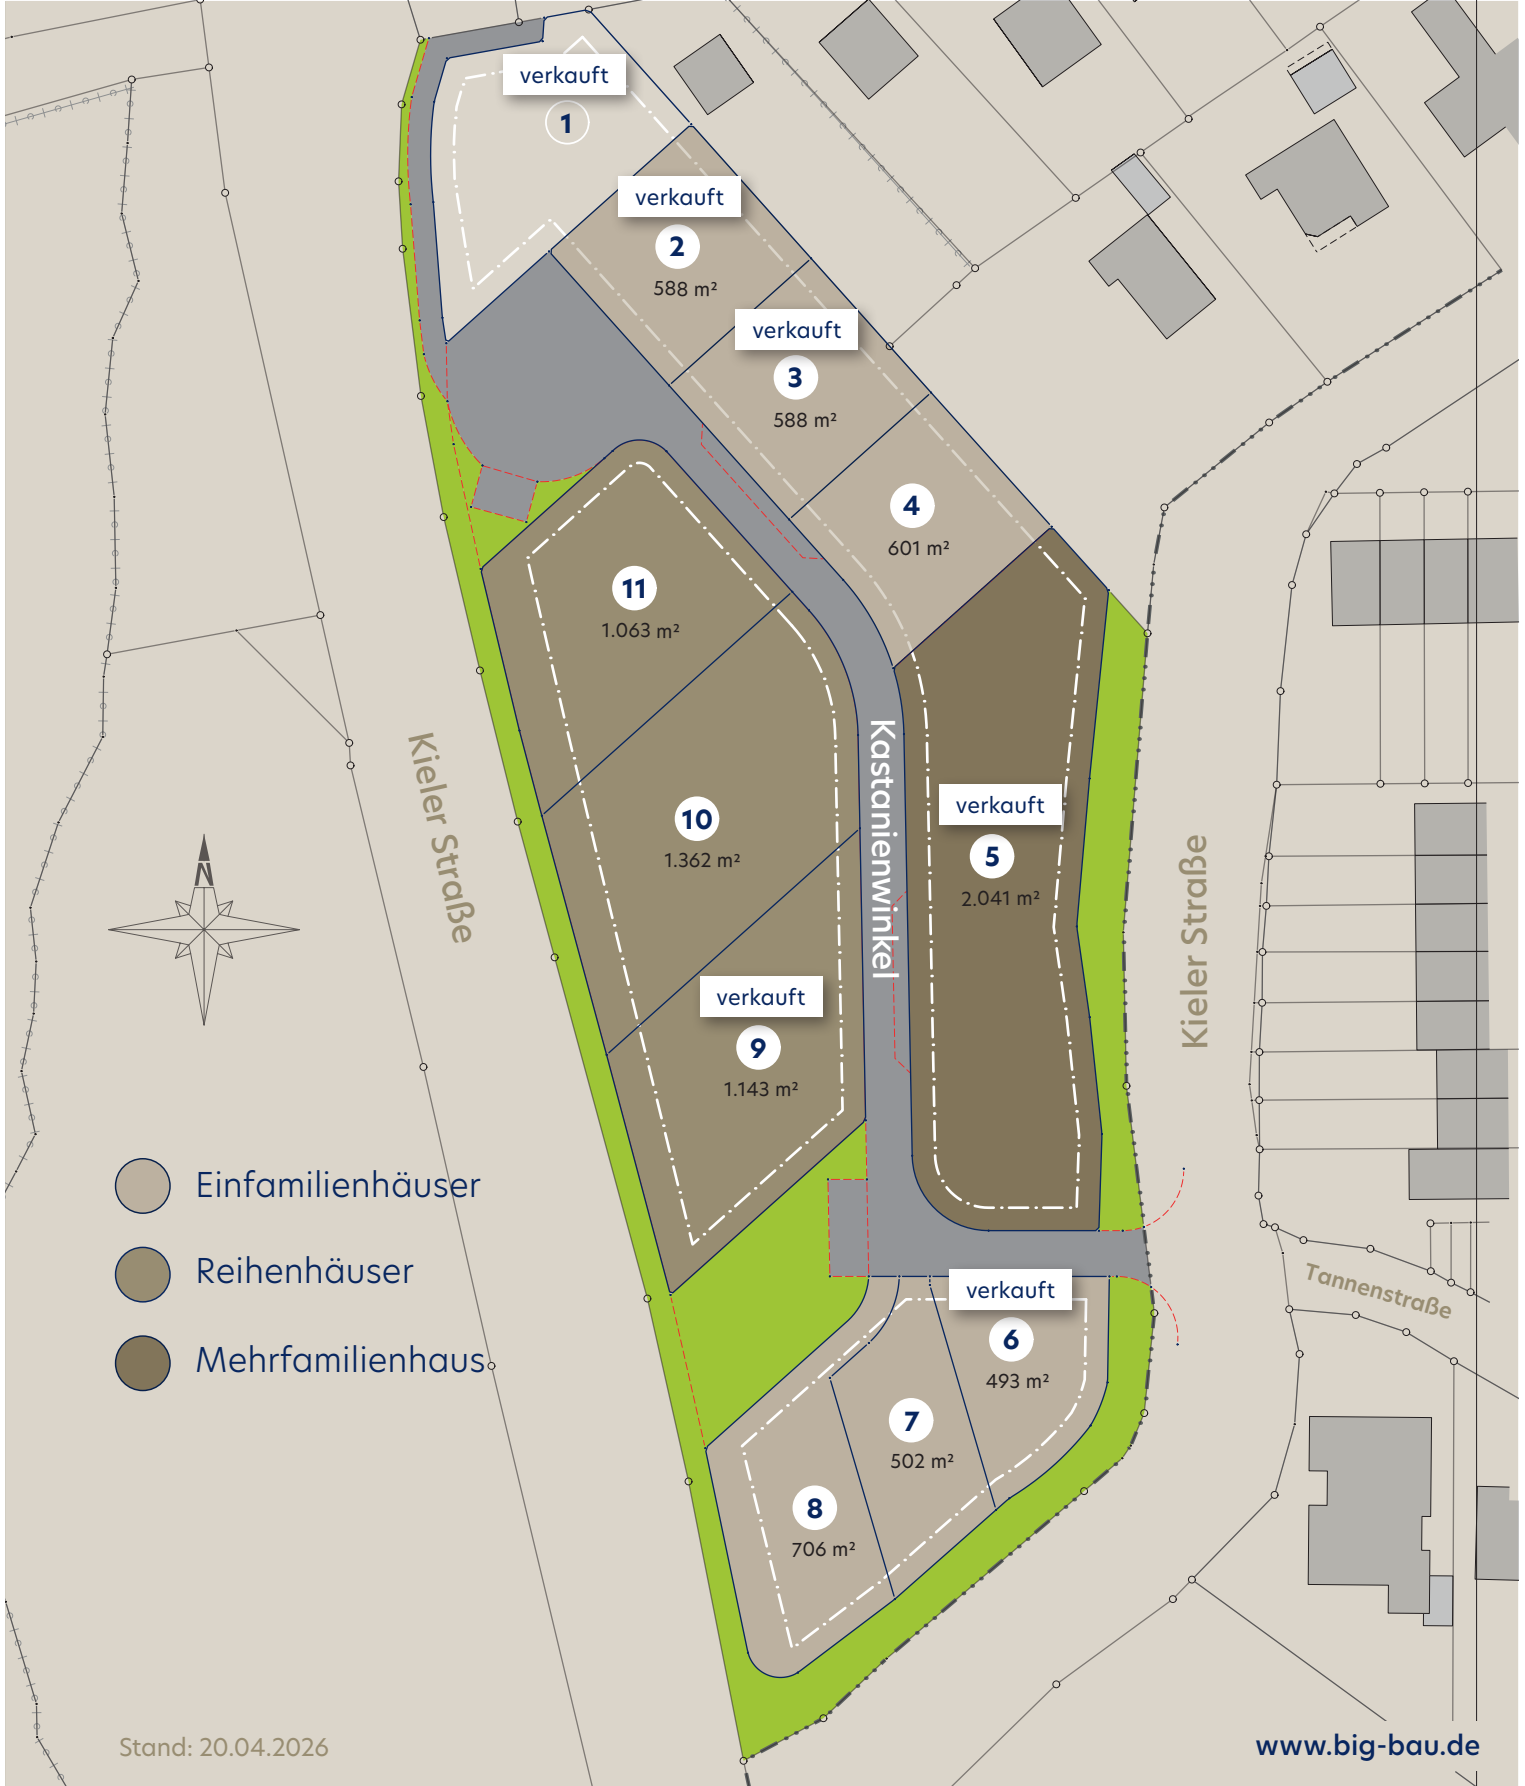 verkauft
1
verkauft
2
588 m²
verkauft
3
588 m²
4
601 m²
11
1.063 m²
Kieler Straße
Kastanienwinkel
10
1.362 m²
verkauft
5
2.041 m²
Kieler Straße
N
verkauft
9
1.143 m²
Einfamilienhäuser
Reihenhäuser
Mehrfamilienhaus
Tannenstraße
verkauft
6
493 m²
7
502 m²
8
706 m²
Stand: 20.04.2026
www.big-bau.de